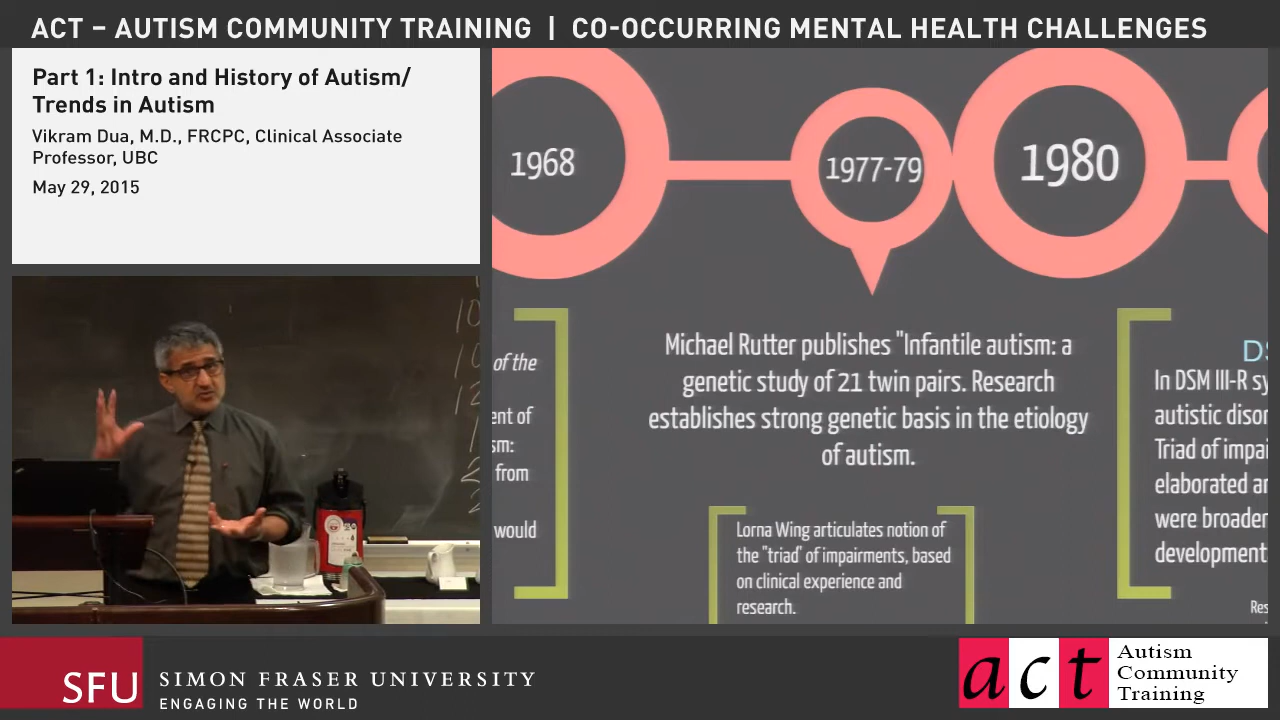 ACT – AUTISM COMMUNITY TRAINING | CO-OCCURRING MENTAL HEALTH CHALLENGES
Part 1: Intro and History of Autism/
Trends in Autism
Vikram Dua, M.D., FRCPC, Clinical Associate
Professor, UBC
May 29, 2015
1968
1977-79
1980
of the
sm:
from
would
Michael Rutter publishes "Infantile autism: a
genetic study of 21 twin pairs. Research
establishes strong genetic basis in the etiology
of autism.
Lorna Wing articulates notion of
the "triad' of impairments, based
on clinical experience and
research.
In DSM III-R sy
autistic disor
Triad of impai
elaborated
were broader
development
SFU
SIMON FRASER UNIVERSITY
ENGAGING THE WORLD
act
Autism
Community
Training